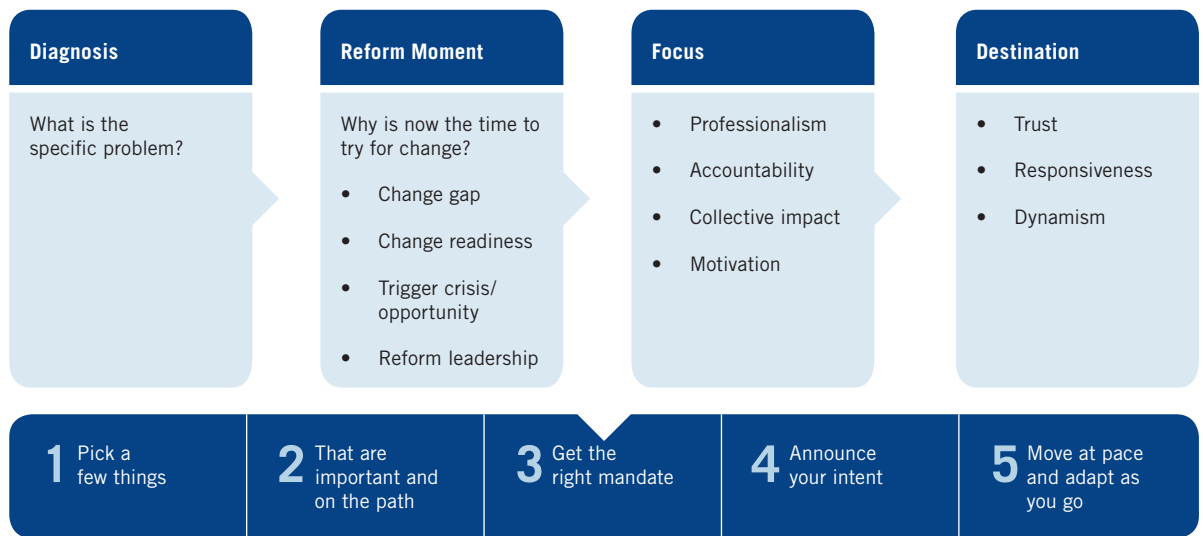 Diagnosis
What is the
specific problem?
Reform Moment
Why is now the time to
try for change?
• Change gap
• Change readiness
• Trigger crisis/
opportunity
• Reform leadership
Focus
• Professionalism
• Accountability
• Collective impact
• Motivation
Destination
• Trust
• Responsiveness
• Dynamism
1 Pick a
few things
2 That are
important and
on the path
3 Get the
right mandate
4 Announce
your intent
5 Move at pace
and adapt as
you go